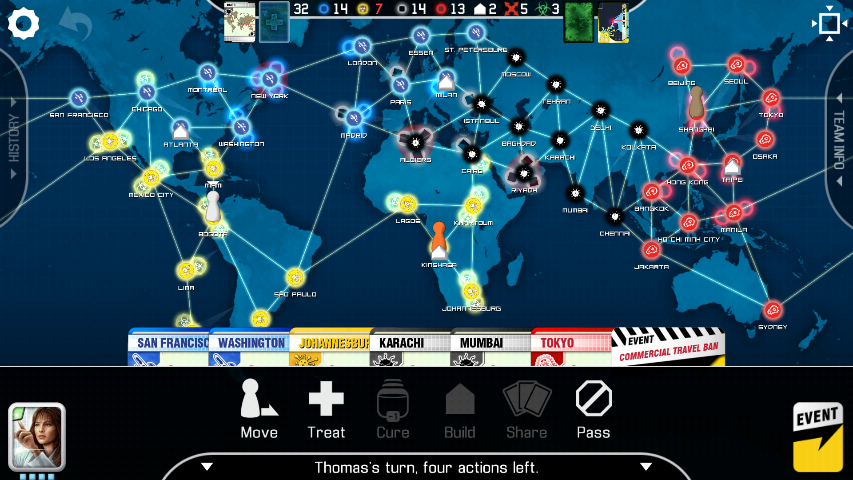 32 14 7 14 13 2 5 3
HISTORY
TEAM INFO
ESSEN
ST. PETERSBURG
LONDON
MOSCOW
MONTREAL
CHICAGO
NEW YORK
PARIS
MILAN
BEIJING
SEOUL
SAN FRANCISCO
TEHRAN
ISTANBUL
TOKYO
ATLANTA
WASHINGTON
MADRID
SHANGHAI
DELHI
BAGHDAD
KOLKATA
LOS ANGELES
ALGIERS
CAIRO
KARACHI
OSAKA
MIAMI
MEXICO CITY
RIYADH
HONG KONG
TAIPEI
MUMBAI
BANGKOK
LAGOS
KHARTOUM
CHENNAI
BOGOTA
MANILA
HO CHI MINH CITY
KINSHASA
JAKARTA
LIMA
SAO PAULO
JOHANNESBURG
SYDNEY
SAN FRANCISC
WASHINGTON
JOHANNESBUR
KARACHI
MUMBAI
TOKYO
EVENT
COMMERCIAL TRAVEL BAN
Move
Treat
Cure
Build
Share
Pass
EVENT
Thomas's turn, four actions left.